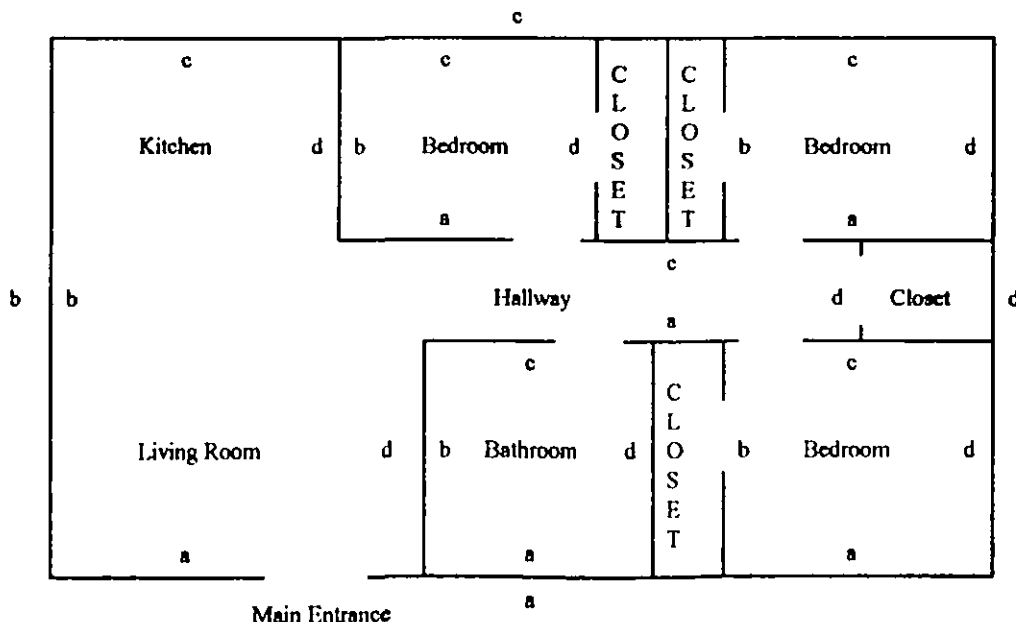 c
c c c
C L O S E T
C L O S E T
Kitchen d b Bedroom d b Bedroom d
a a
c
b b Hallway d Closet d
a
c c
C L O S E T
Living Room d b Bathroom d b Bedroom d
a a a
Main Entrance a